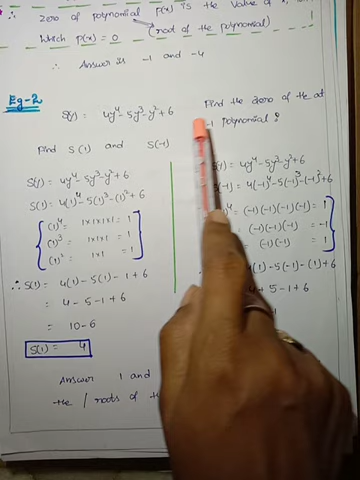 ∴ zero of polynomial p(x) is the value of x,
which p(x) = 0 (root of the polynomial)
∴ Answer is -1 and -4
Eg-2
S(y) = 4y⁴ - 5y³ - y² + 6
Find the zero of the at
-1 polynomial?
Find S(1) and S(-1)
S(y) = 4y⁴ - 5y³ - y² + 6
S(1) = 4(1)⁴ - 5(1)³ - (1)² + 6
(1)⁴ = 1×1×1×1 = 1
(1)³ = 1×1×1 = 1
(1)² = 1×1 = 1
∴ S(1) = 4(1) - 5(1) - 1 + 6
= 4 - 5 - 1 + 6
= 10 - 6
S(1) = 4
S(y) = 4y⁴ - 5y³ - y² + 6
S(-1) = 4(-1)⁴ - 5(-1)³ - (-1)² + 6
= (-1)(-1)(-1)(-1) = 1
= (-1)(-1)(-1) = -1
(-1)(-1) = 1
(1) - 5(-1) - (1) + 6
+ 5 - 1 + 6
Answer 1 and
the / roots of